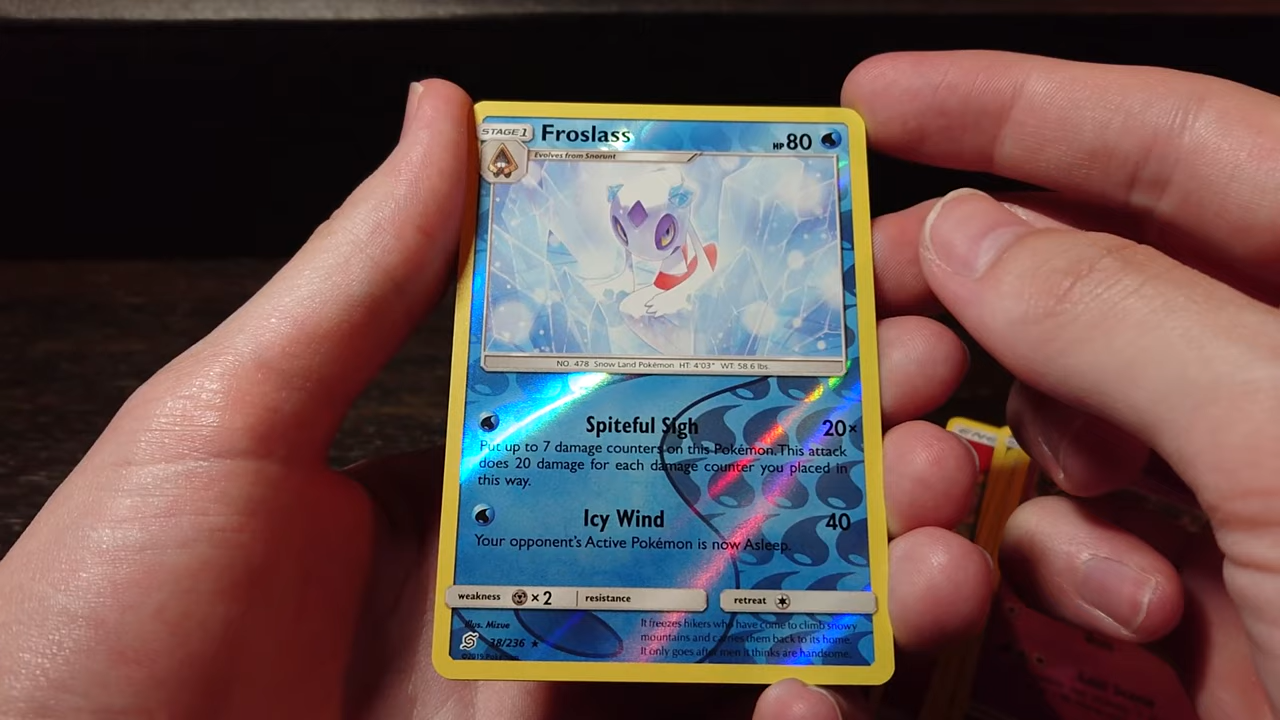 STAGE 1 Froslass HP 80
Evolves from Snorunt
NO. 478 Snow Land Pokémon HT: 4'03" WT: 58.6 lbs.
Spiteful Sigh 20×
Put up to 7 damage counters on this Pokémon. This attack
does 20 damage for each damage counter you placed in
this way.
Icy Wind 40
Your opponent's Active Pokémon is now Asleep.
weakness ×2 resistance retreat
Illus. Mizue
38/236 ★
It freezes hikers who have come to climb snowy
mountains and carries them back to its home.
It only goes after men it thinks are handsome.